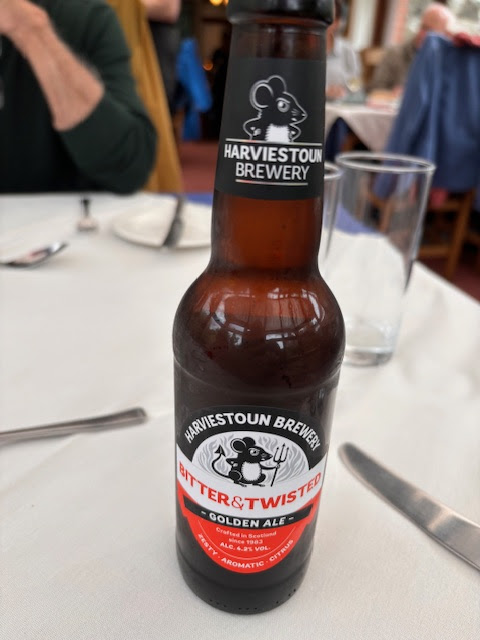 HARVIESTOUN
BREWERY
HARVIESTOUN BREWERY
BITTER&TWISTED
- GOLDEN ALE -
Crafted in Scotland
since 1983
ALC. 4.2% VOL.
ZESTY · AROMATIC · CITRUS